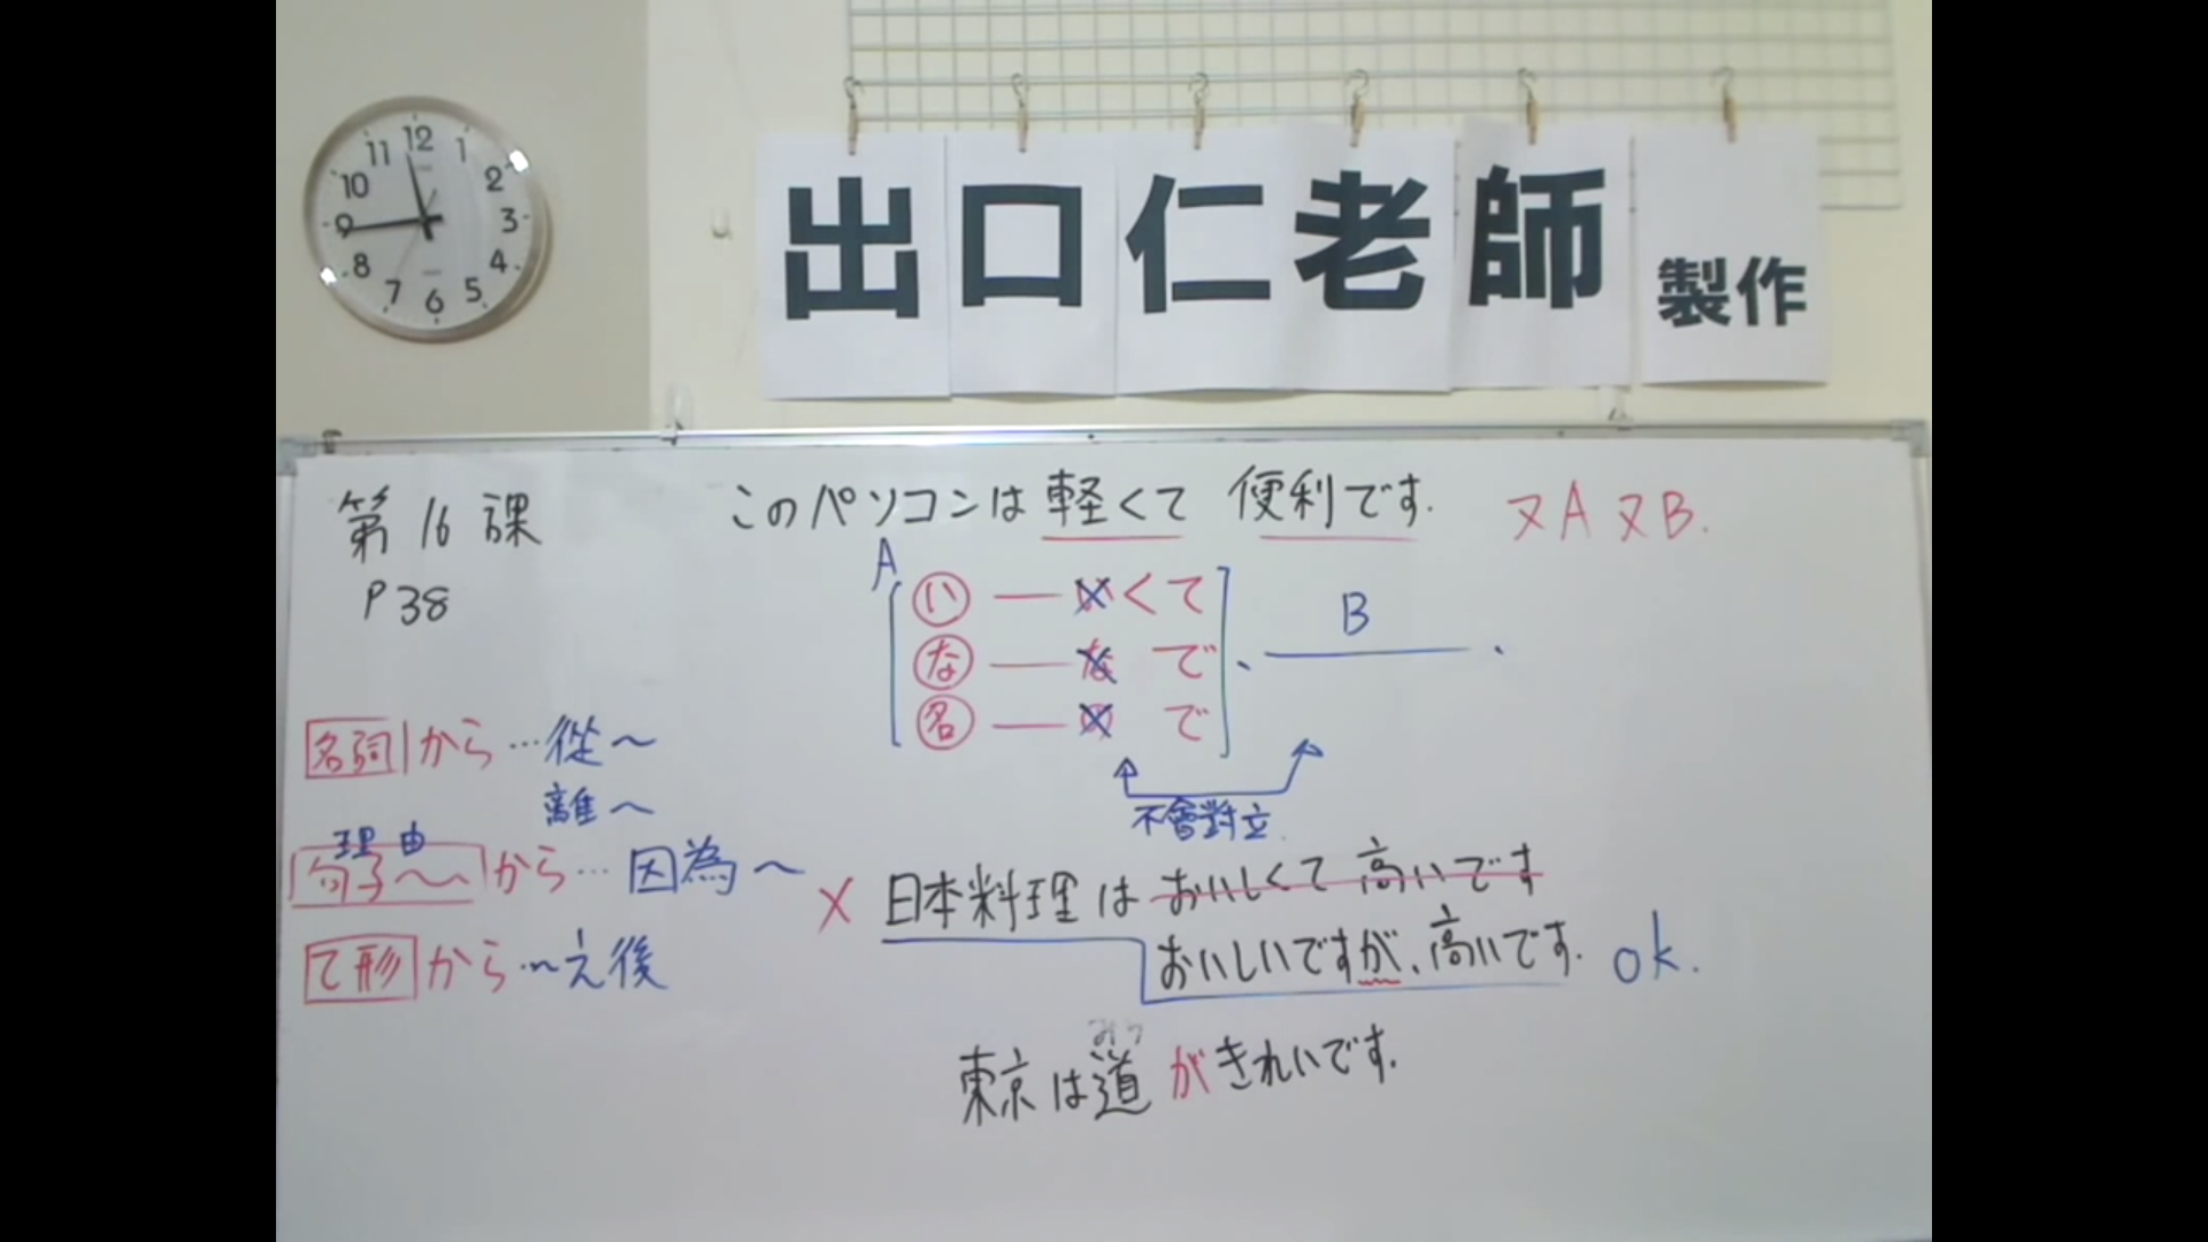 12
11 1
10 2
9 3
8 4
7 6 5
出口仁老師 製作
第16課
P38
このパソコンは軽くて 便利です. 又A又B.
A
い — いくて
な — な で
名 — の で
、 B .
不會對立
名詞から…從～
離～
理由
句子～から…因為～
て形から…～之後
× 日本料理は おいしくて 高いです
おいしいですが、高いです. ok.
みち
東京は道がきれいです.